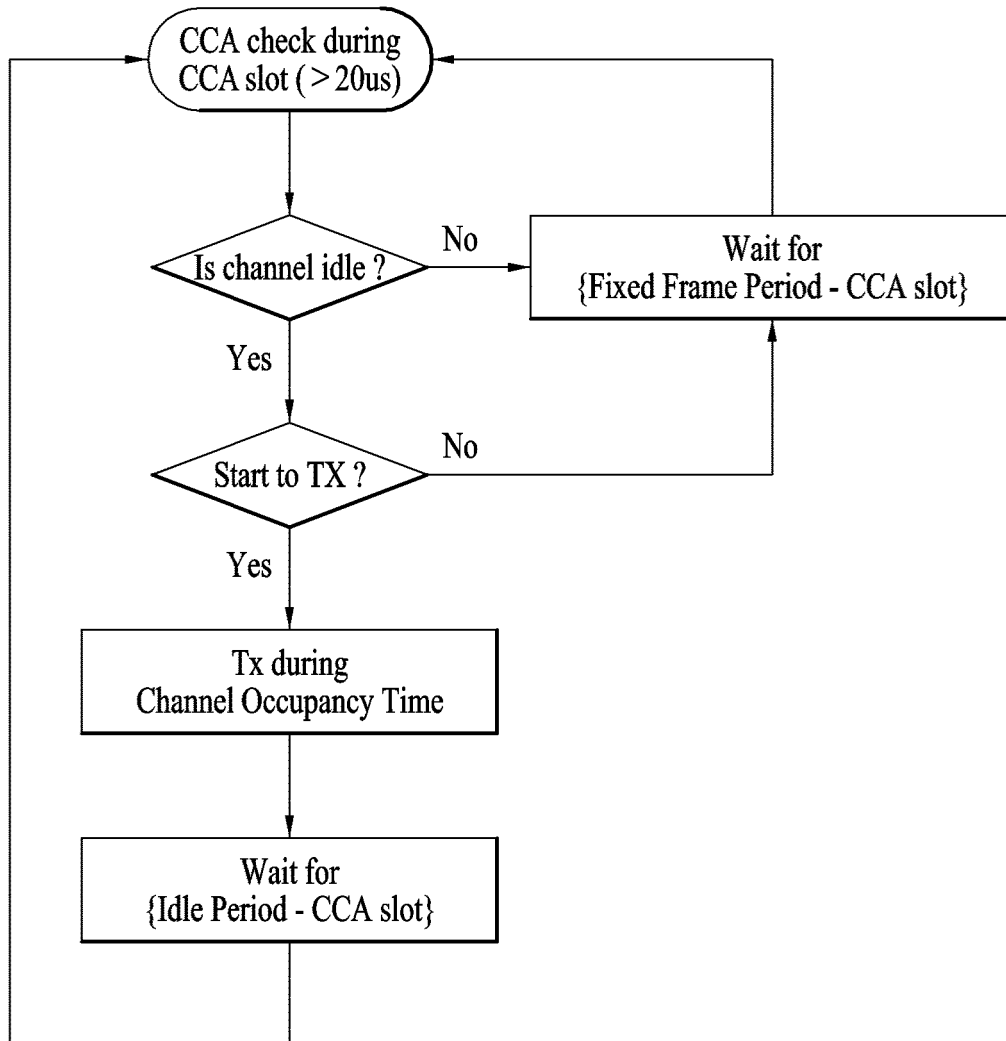 CCA check during
CCA slot ( > 20us)
Is channel idle ?
No
Wait for
{Fixed Frame Period - CCA slot}
Yes
Start to TX ?
No
Yes
Tx during
Channel Occupancy Time
Wait for
{Idle Period - CCA slot}